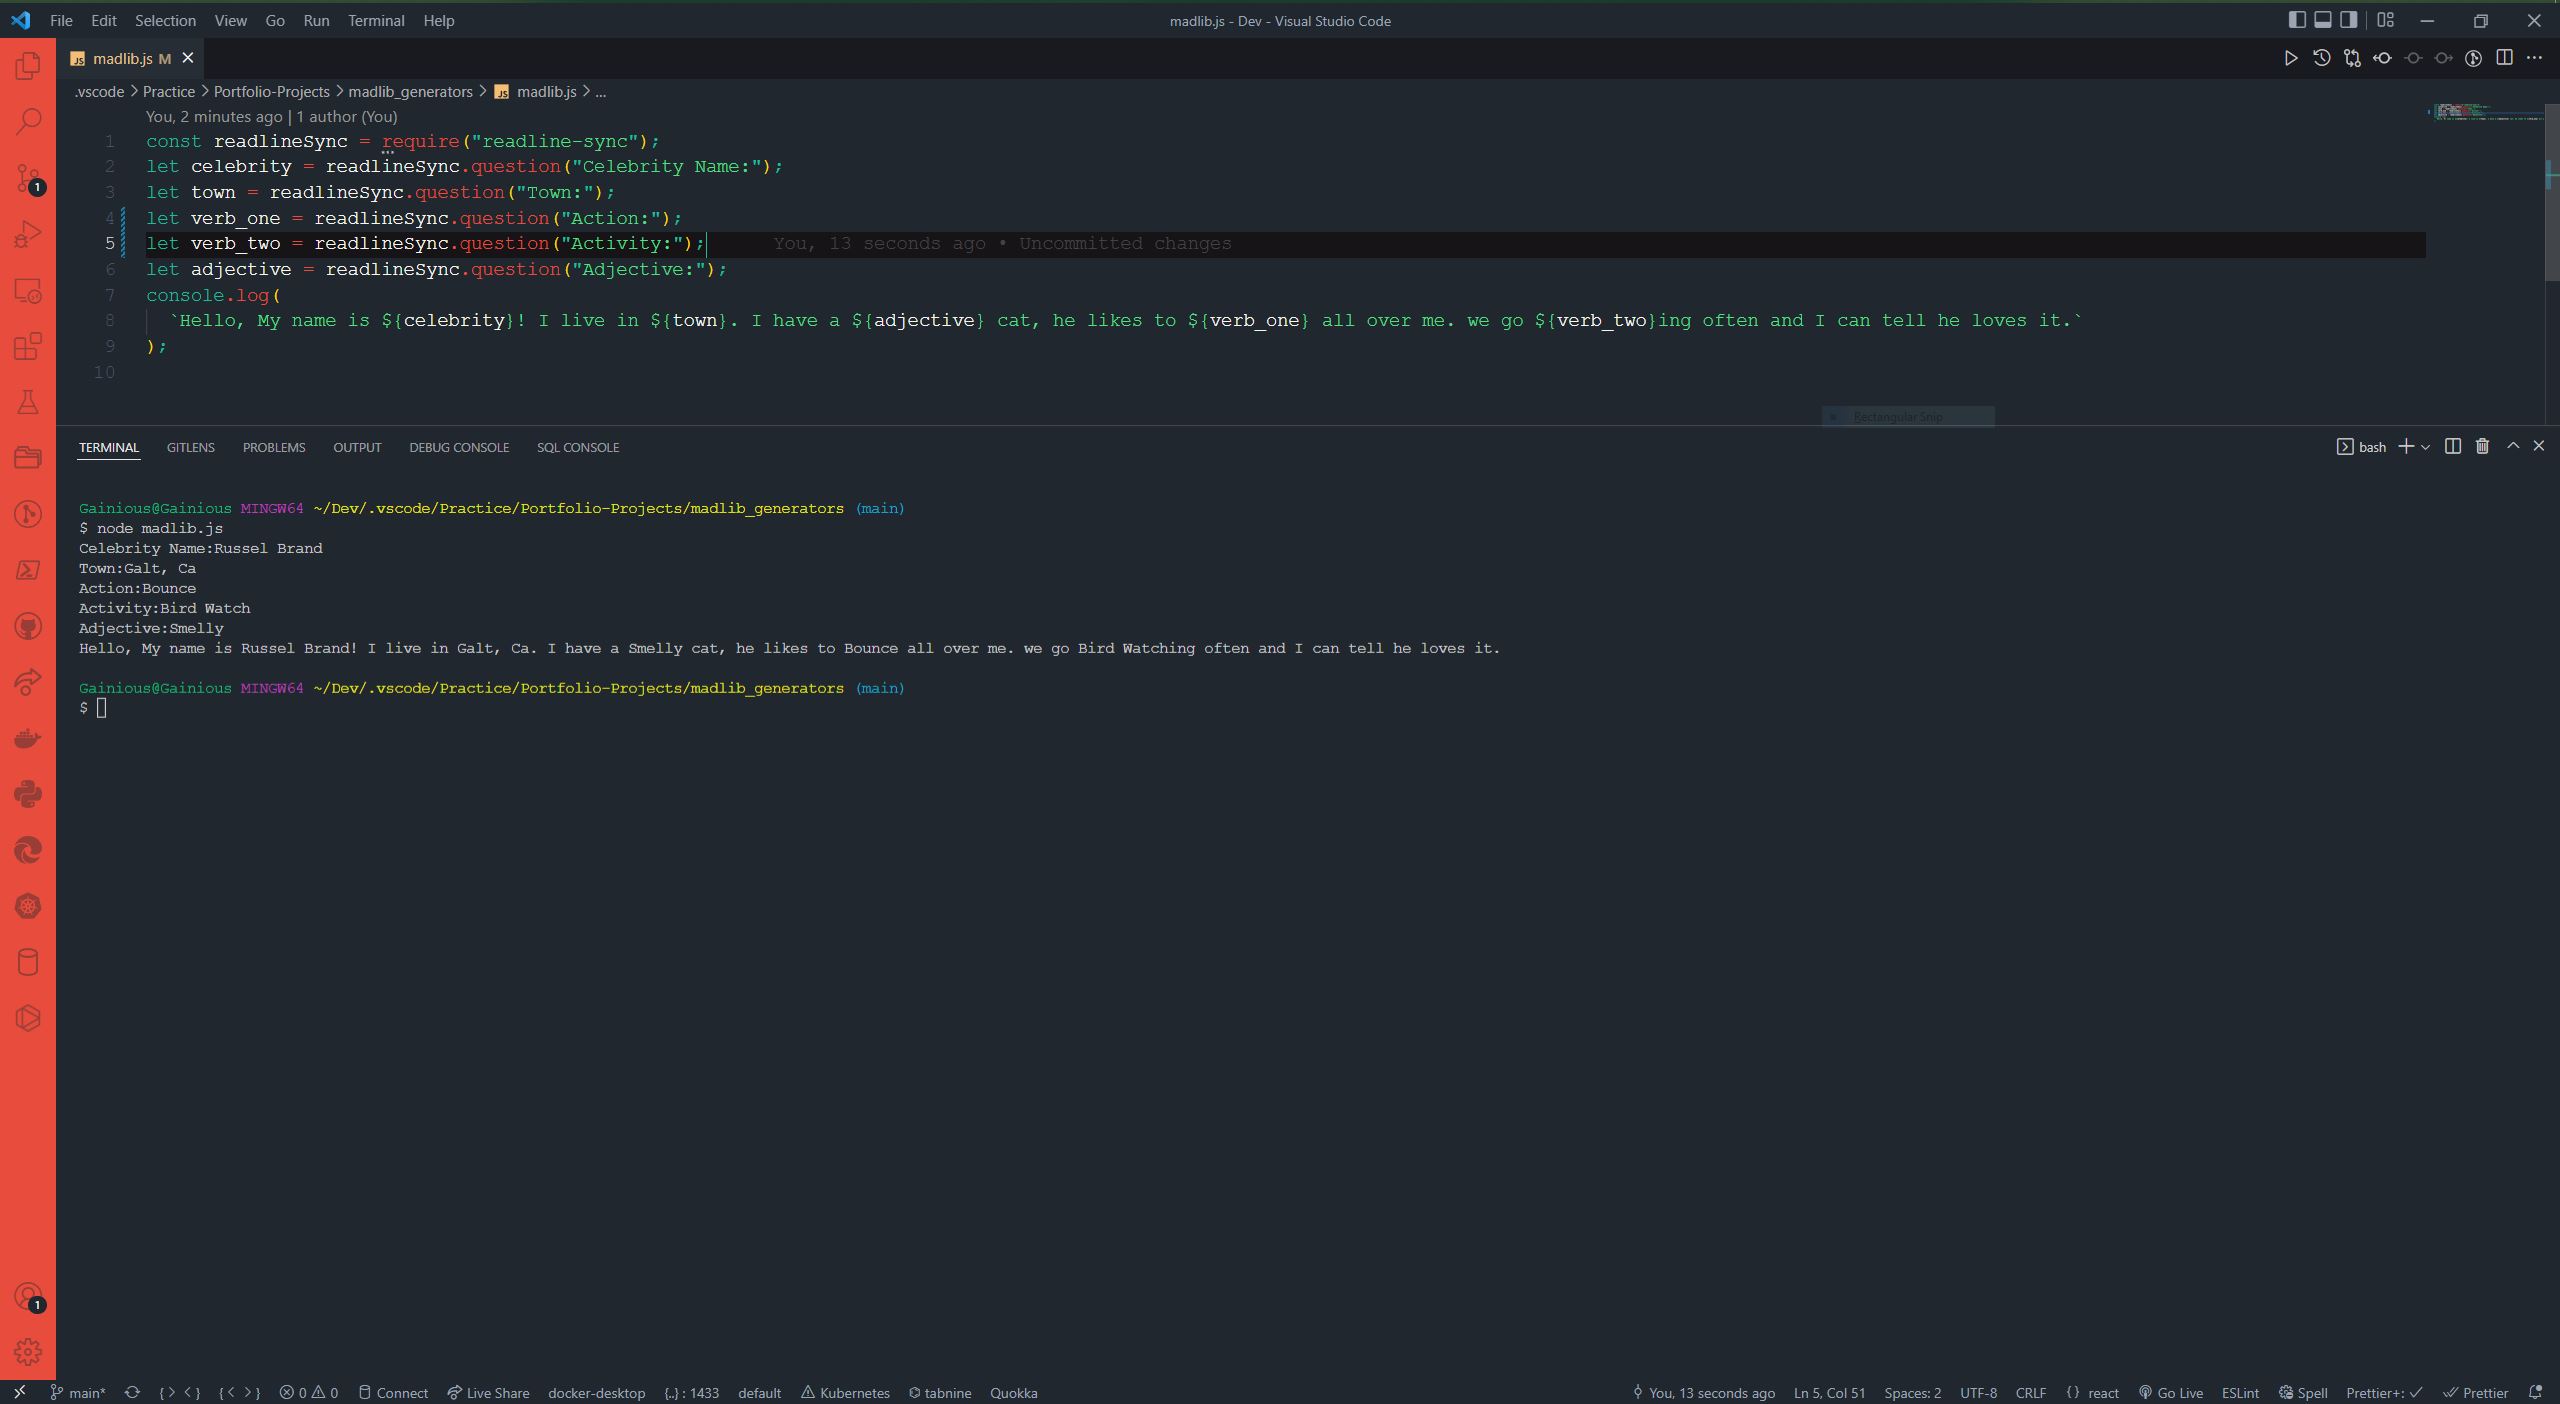 File Edit Selection View Go Run Terminal Help madlib.js - Dev - Visual Studio Code
JS madlib.js M
.vscode > Practice > Portfolio-Projects > madlib_generators > JS madlib.js > ...
You, 2 minutes ago | 1 author (You)
1 const readlineSync = require("readline-sync");
2 let celebrity = readlineSync.question("Celebrity Name:");
3 let town = readlineSync.question("Town:");
4 let verb_one = readlineSync.question("Action:");
5 let verb_two = readlineSync.question("Activity:"); You, 13 seconds ago • Uncommitted changes
6 let adjective = readlineSync.question("Adjective:");
7 console.log(
8 `Hello, My name is ${celebrity}! I live in ${town}. I have a ${adjective} cat, he likes to ${verb_one} all over me. we go ${verb_two}ing often and I can tell he loves it.`
9 );
10
Rectangular Snip
TERMINAL GITLENS PROBLEMS OUTPUT DEBUG CONSOLE SQL CONSOLE bash
Gainious@Gainious MINGW64 ~/Dev/.vscode/Practice/Portfolio-Projects/madlib_generators (main)
$ node madlib.js
Celebrity Name:Russel Brand
Town:Galt, Ca
Action:Bounce
Activity:Bird Watch
Adjective:Smelly
Hello, My name is Russel Brand! I live in Galt, Ca. I have a Smelly cat, he likes to Bounce all over me. we go Bird Watching often and I can tell he loves it.
Gainious@Gainious MINGW64 ~/Dev/.vscode/Practice/Portfolio-Projects/madlib_generators (main)
$
1
1
main* {> <} {< >} 0 0 Connect Live Share docker-desktop {..} : 1433 default Kubernetes tabnine Quokka You, 13 seconds ago Ln 5, Col 51 Spaces: 2 UTF-8 CRLF {} react Go Live ESLint Spell Prettier+: ✓ Prettier